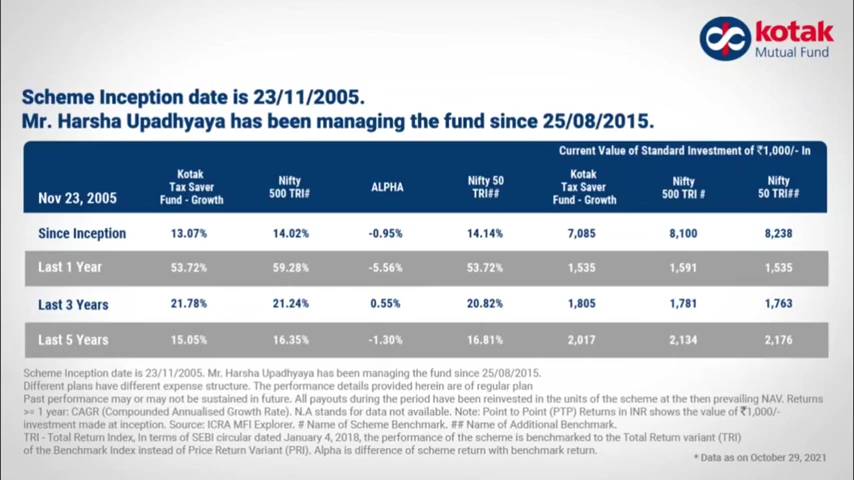 kotak
Mutual Fund
Scheme Inception date is 23/11/2005.
Mr. Harsha Upadhyaya has been managing the fund since 25/08/2015.
Current Value of Standard Investment of ₹1,000/- In
Nov 23, 2005 Kotak Tax Saver Fund - Growth Nifty 500 TRI# ALPHA Nifty 50 TRI## Kotak Tax Saver Fund - Growth Nifty 500 TRI # Nifty 50 TRI##
Since Inception 13.07% 14.02% -0.95% 14.14% 7,085 8,100 8,238
Last 1 Year 53.72% 59.28% -5.56% 53.72% 1,535 1,591 1,535
Last 3 Years 21.78% 21.24% 0.55% 20.82% 1,805 1,781 1,763
Last 5 Years 15.05% 16.35% -1.30% 16.81% 2,017 2,134 2,176
Scheme Inception date is 23/11/2005. Mr. Harsha Upadhyaya has been managing the fund since 25/08/2015.
Different plans have different expense structure. The performance details provided herein are of regular plan
Past performance may or may not be sustained in future. All payouts during the period have been reinvested in the units of the scheme at the then prevailing NAV. Returns
>= 1 year: CAGR (Compounded Annualised Growth Rate). N.A stands for data not available. Note: Point to Point (PTP) Returns in INR shows the value of ₹1,000/-
investment made at inception. Source: ICRA MFI Explorer. # Name of Scheme Benchmark. ## Name of Additional Benchmark.
TRI - Total Return Index, In terms of SEBI circular dated January 4, 2018, the performance of the scheme is benchmarked to the Total Return variant (TRI)
of the Benchmark Index instead of Price Return Variant (PRI). Alpha is difference of scheme return with benchmark return.
* Data as on October 29, 2021